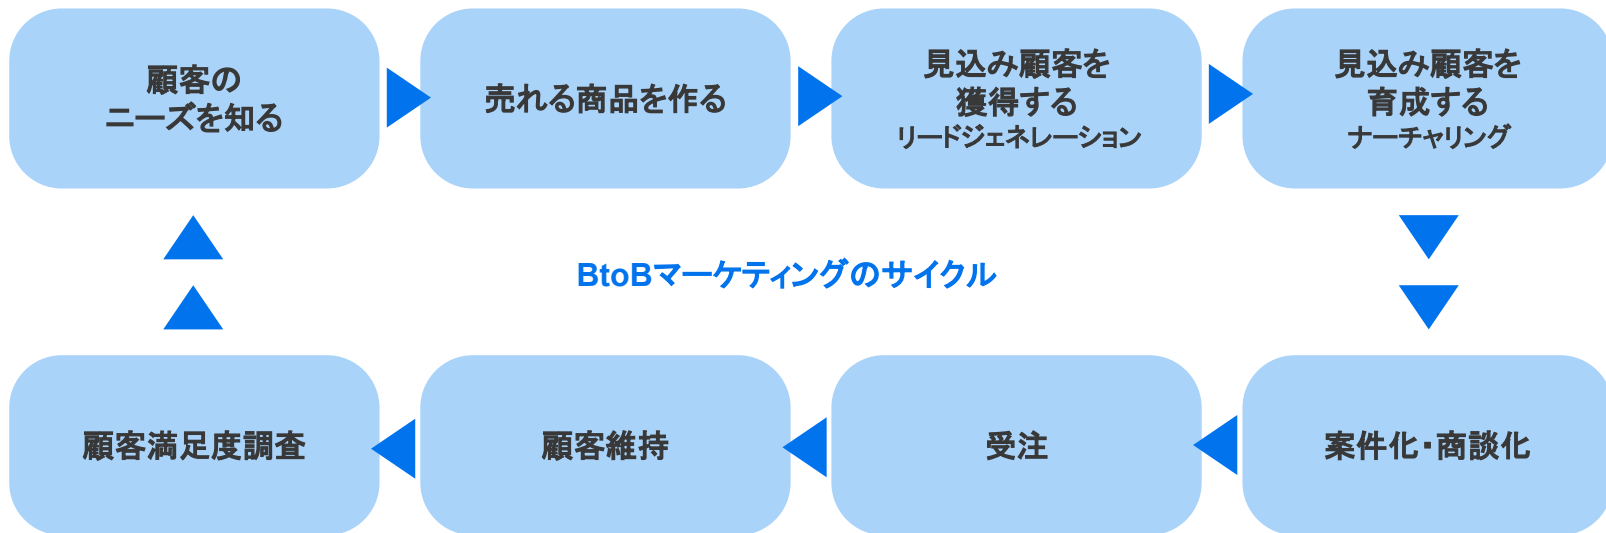 顧客の
ニーズを知る
売れる商品を作る
見込み顧客を
獲得する
リードジェネレーション
見込み顧客を
育成する
ナーチャリング
BtoBマーケティングのサイクル
顧客満足度調査
顧客維持
受注
案件化・商談化